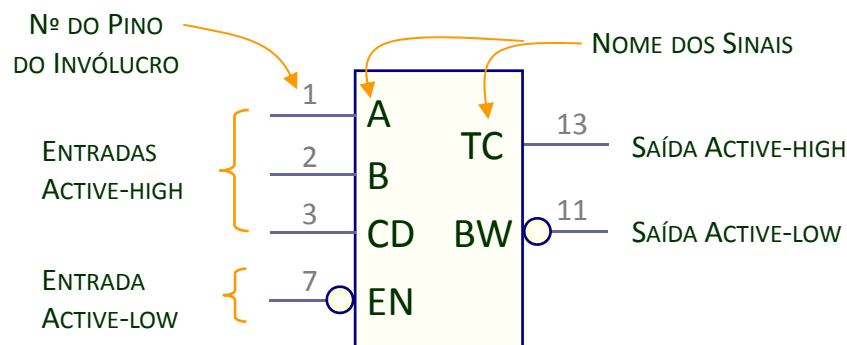 Nº DO PINO
DO INVÓLUCRO
NOME DOS SINAIS
1
A
13
TC
SAÍDA ACTIVE-HIGH
ENTRADAS
ACTIVE-HIGH
2
B
3
CD
11
BW
SAÍDA ACTIVE-LOW
ENTRADA
ACTIVE-LOW
7
EN